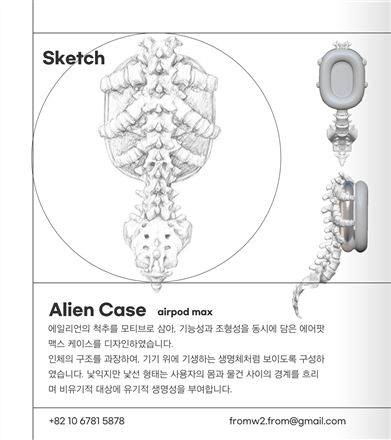 Sketch
Alien Case airpod max
에일리언의 척추를 모티브로 삼아, 기능성과 조형성을 동시에 담은 에어팟
맥스 케이스를 디자인하였습니다.
인체의 구조를 과장하여, 기기 위에 기생하는 생명체처럼 보이도록 구성하
였습니다. 낯익지만 낯선 형태는 사용자의 몸과 물건 사이의 경계를 흐리
며 비유기적 대상에 유기적 생명성을 부여합니다.
+82 10 6781 5878
fromw2.from@gmail.com